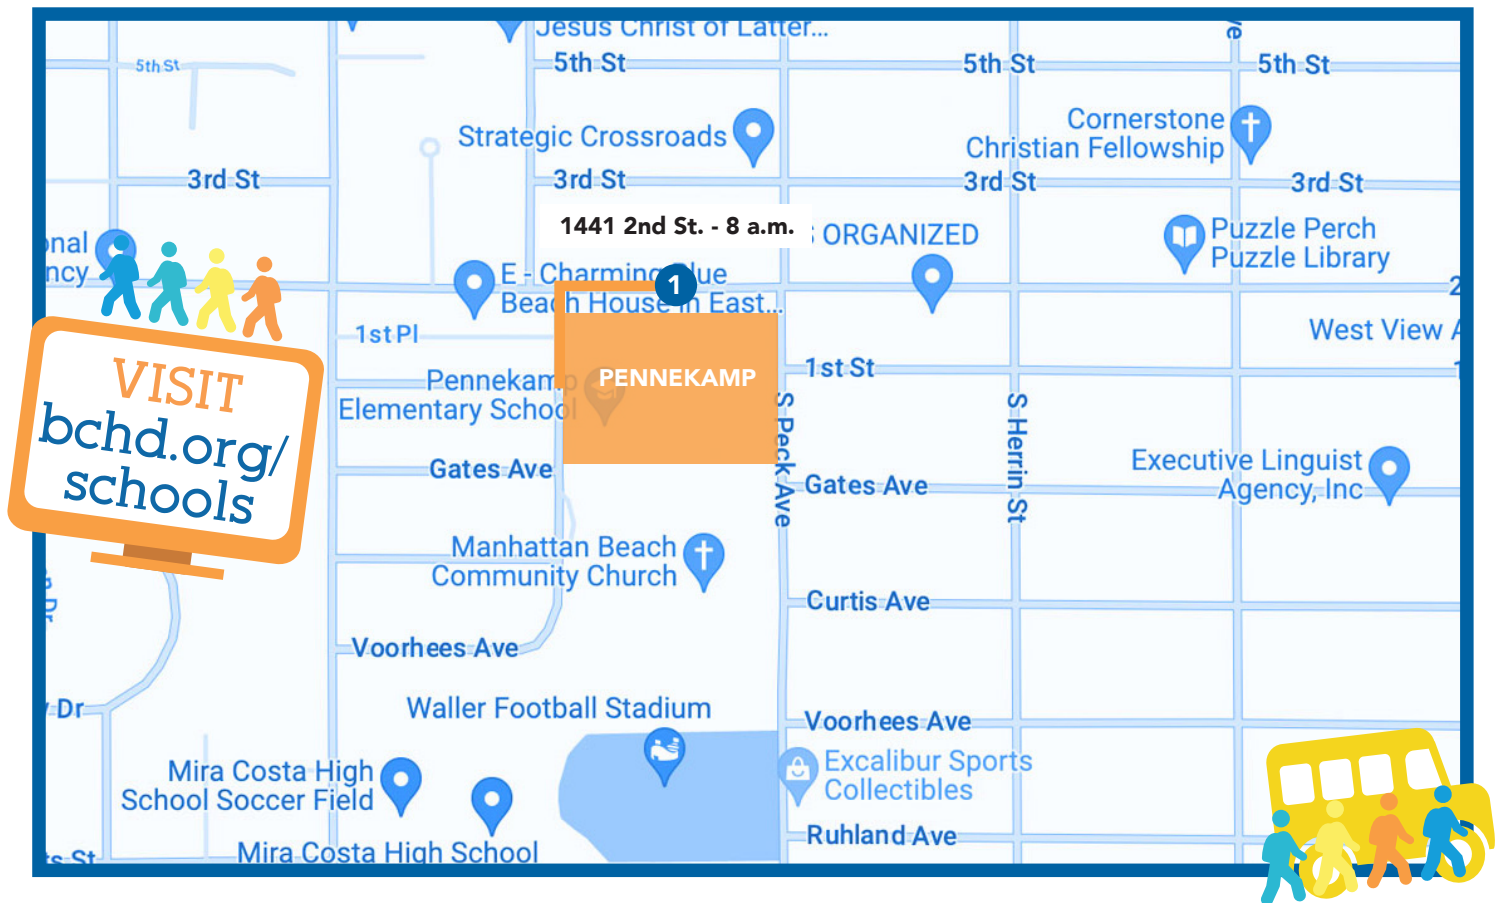 Jesus Christ of Latter...
5th St
5th St
5th St
5th St
Strategic Crossroads
Cornerstone
Christian Fellowship
3rd St
3rd St
3rd St
3rd St
1441 2nd St. - 8 a.m.
ORGANIZED
Puzzle Perch
Puzzle Library
E - Charming Blue
Beach House in East...
1
1st Pl
West View
1st St
PENNEKAMP
Pennekamp
Elementary School
VISIT
bchd.org/
schools
S Peck Ave
S Herrin St
Gates Ave
Gates Ave
Executive Linguist
Agency, Inc
Manhattan Beach
Community Church
Curtis Ave
Voorhees Ave
Dr
Waller Football Stadium
Voorhees Ave
Mira Costa High
School Soccer Field
Excalibur Sports
Collectibles
Ruhland Ave
Mira Costa High School